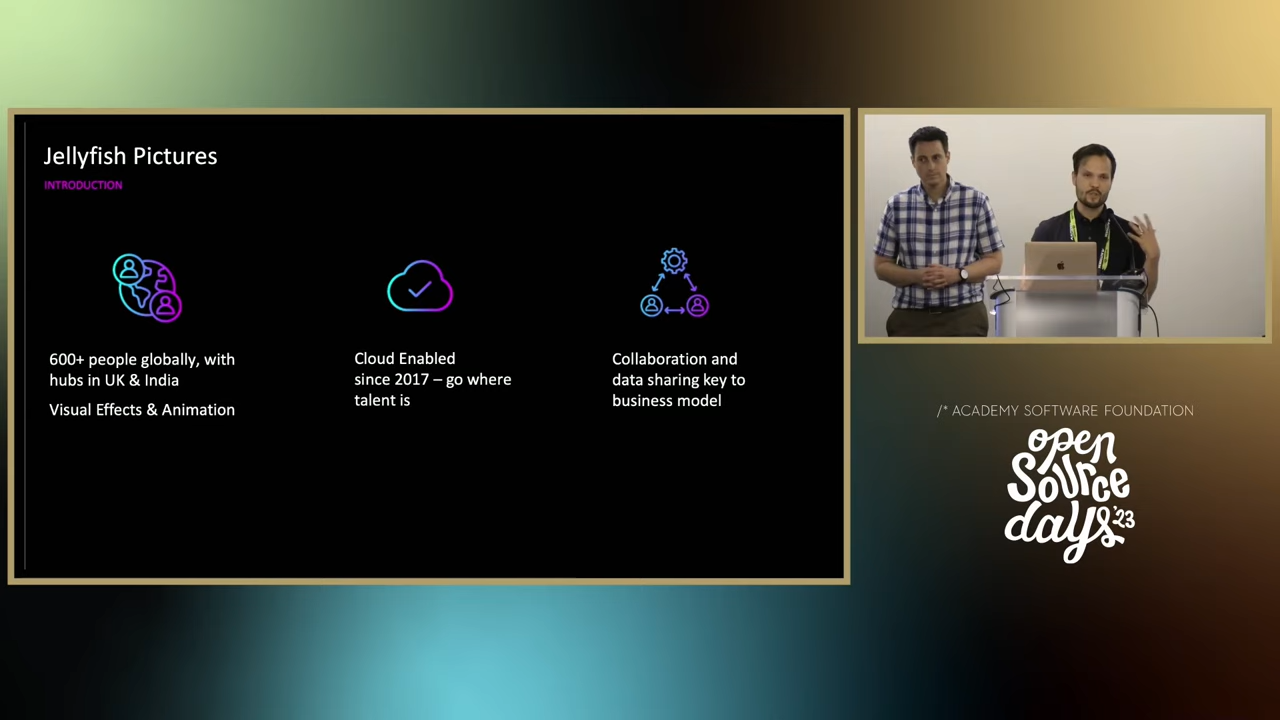 Jellyfish Pictures
INTRODUCTION
600+ people globally, with
hubs in UK & India
Visual Effects & Animation
Cloud Enabled
since 2017 – go where
talent is
Collaboration and
data sharing key to
business model
/* ACADEMY SOFTWARE FOUNDATION
open
Source
days '23